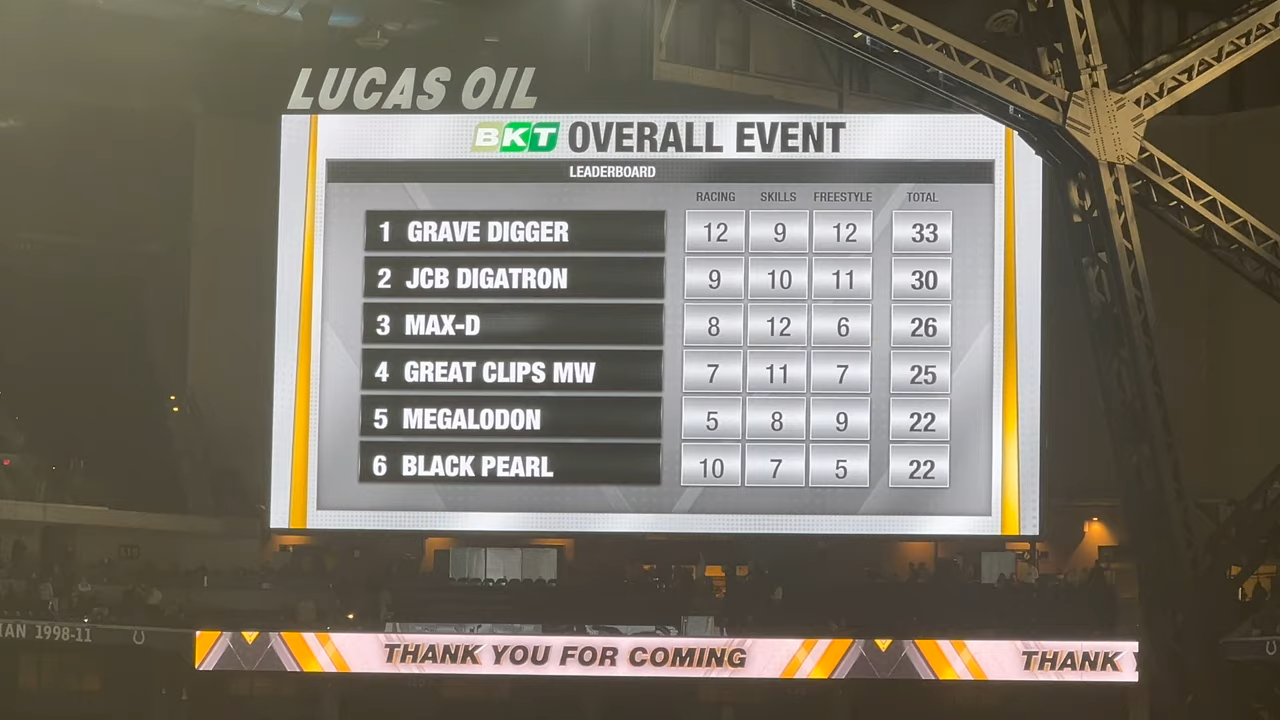 LUCAS OIL
BKT OVERALL EVENT
LEADERBOARD
RACING SKILLS FREESTYLE TOTAL
1 GRAVE DIGGER 12 9 12 33
2 JCB DIGATRON 9 10 11 30
3 MAX-D 8 12 6 26
4 GREAT CLIPS MW 7 11 7 25
5 MEGALODON 5 8 9 22
6 BLACK PEARL 10 7 5 22
IAN 1998-11
THANK YOU FOR COMING THANK